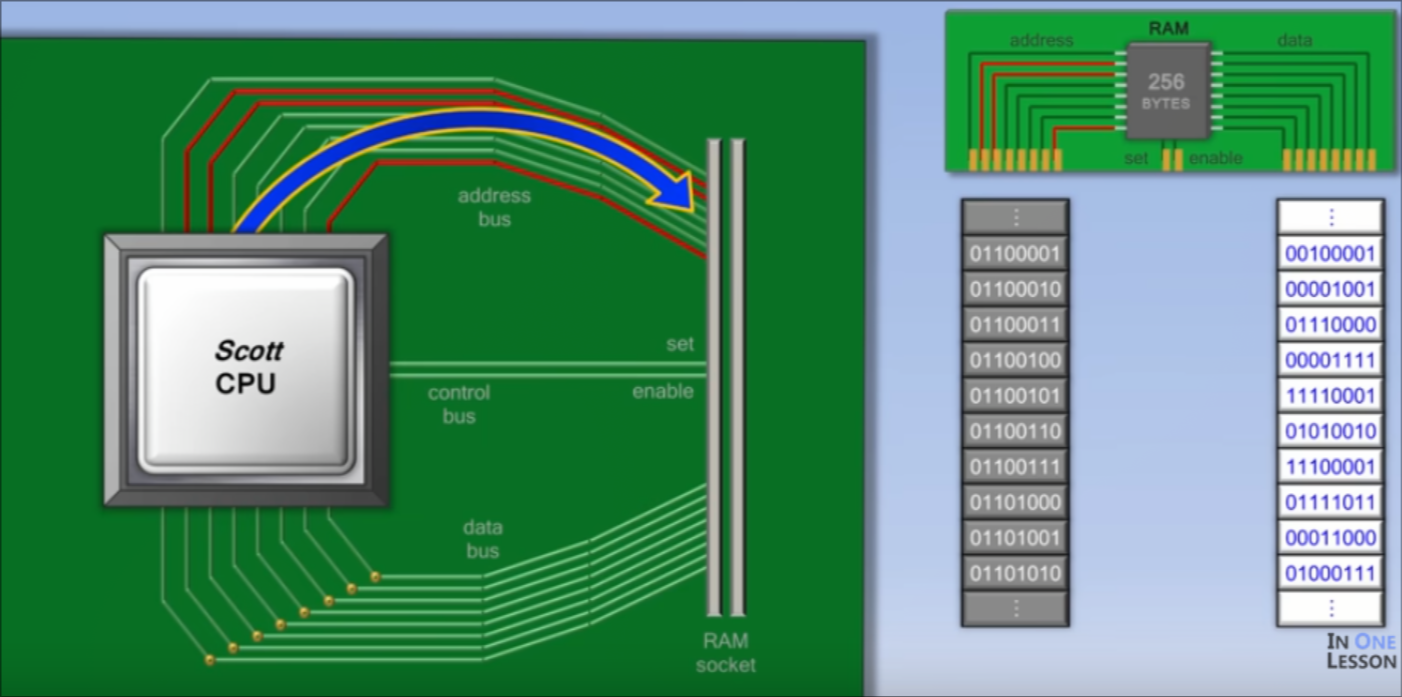 address
bus
Scott
CPU
set
control
bus
enable
data
bus
RAM
socket
RAM
address
data
256
BYTES
set
enable
⋮
01100001
01100010
01100011
01100100
01100101
01100110
01100111
01101000
01101001
01101010
⋮
⋮
00100001
00001001
01110000
00001111
11110001
01010010
11100001
01111011
00011000
01000111
⋮
IN ONE
LESSON